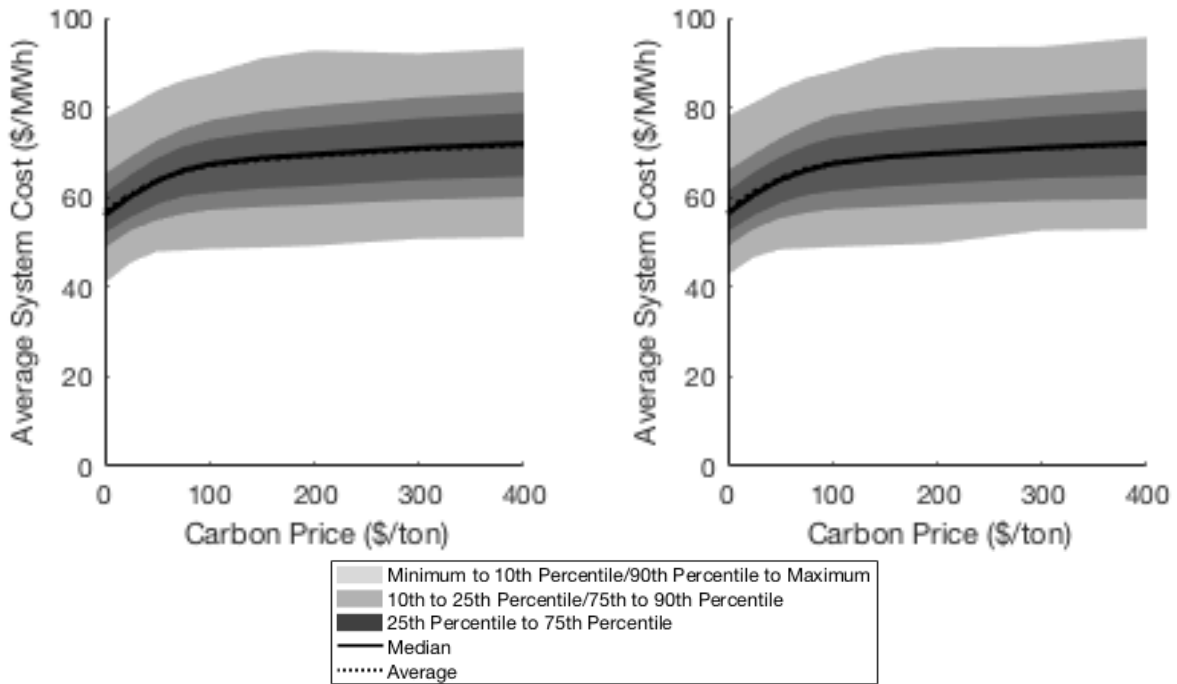 100
80
60
40
20
0
Average System Cost ($/MWh)
0 100 200 300 400
Carbon Price ($/ton)
100
80
60
40
20
0
Average System Cost ($/MWh)
0 100 200 300 400
Carbon Price ($/ton)
Minimum to 10th Percentile/90th Percentile to Maximum
10th to 25th Percentile/75th to 90th Percentile
25th Percentile to 75th Percentile
Median
Average